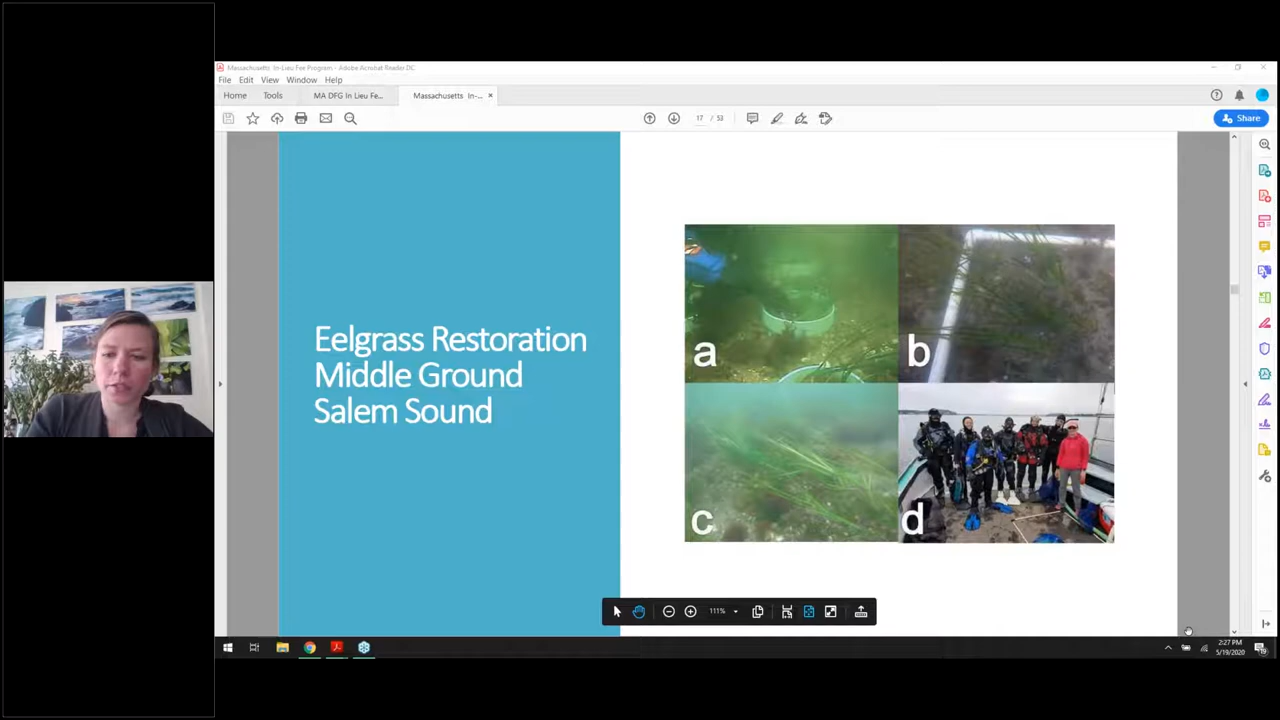 Massachusetts In-Lieu Fee Program - Adobe Acrobat Reader DC
File Edit View Window Help
Home Tools MA DFG In Lieu Fe... Massachusetts In-... ×
17 / 53
Share
Eelgrass Restoration
Middle Ground
Salem Sound
a
b
c
d
111%
2:27 PM
5/19/2020